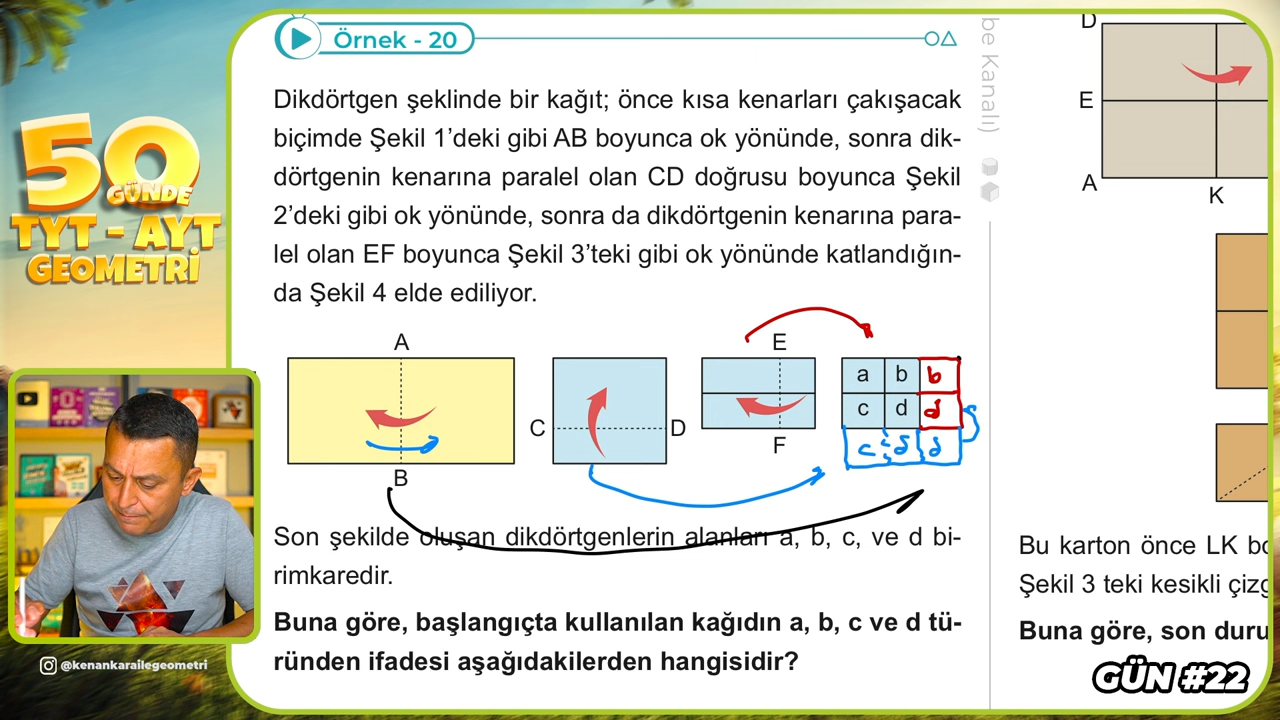 50
GÜNDE
TYT - AYT
GEOMETRİ
Örnek - 20
Dikdörtgen şeklinde bir kağıt; önce kısa kenarları çakışacak
biçimde Şekil 1’deki gibi AB boyunca ok yönünde, sonra dik-
dörtgenin kenarına paralel olan CD doğrusu boyunca Şekil
2’deki gibi ok yönünde, sonra da dikdörtgenin kenarına para-
lel olan EF boyunca Şekil 3’teki gibi ok yönünde katlandığın-
da Şekil 4 elde ediliyor.
A
B
C
D
E
F
a b b
c d d
c d d
Son şekilde oluşan dikdörtgenlerin alanları a, b, c, ve d bi-
rimkaredir.
Buna göre, başlangıçta kullanılan kağıdın a, b, c ve d tü-
ründen ifadesi aşağıdakilerden hangisidir?
be Kanalı)
D
E
A
K
Bu karton önce LK
Şekil 3 teki kesikli çizg
Buna göre, son duru
GÜN #22
@kenankarailegeometri